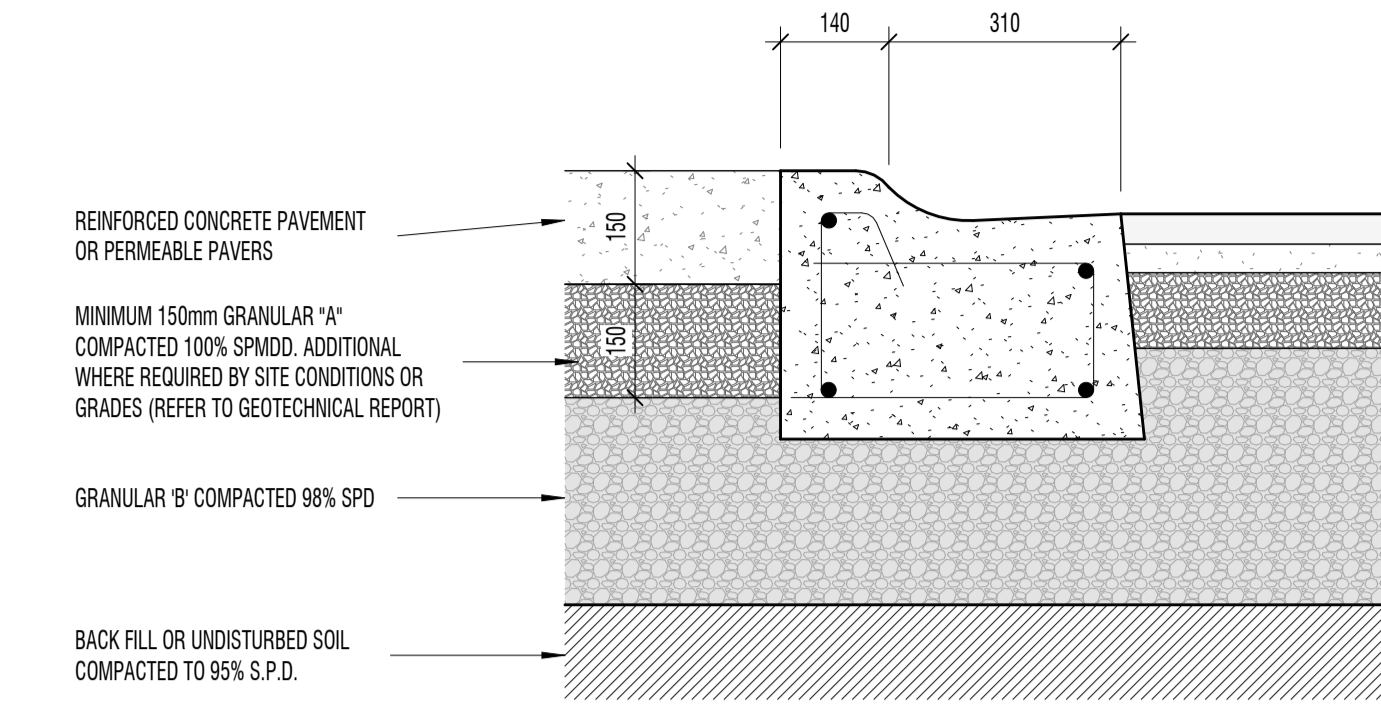 140
310
150
REINFORCED CONCRETE PAVEMENT
OR PERMEABLE PAVERS
150
MINIMUM 150mm GRANULAR "A"
COMPACTED 100% SPMDD. ADDITIONAL
WHERE REQUIRED BY SITE CONDITIONS OR
GRADES (REFER TO GEOTECHNICAL REPORT)
GRANULAR 'B' COMPACTED 98% SPD
BACK FILL OR UNDISTURBED SOIL
COMPACTED TO 95% S.P.D.